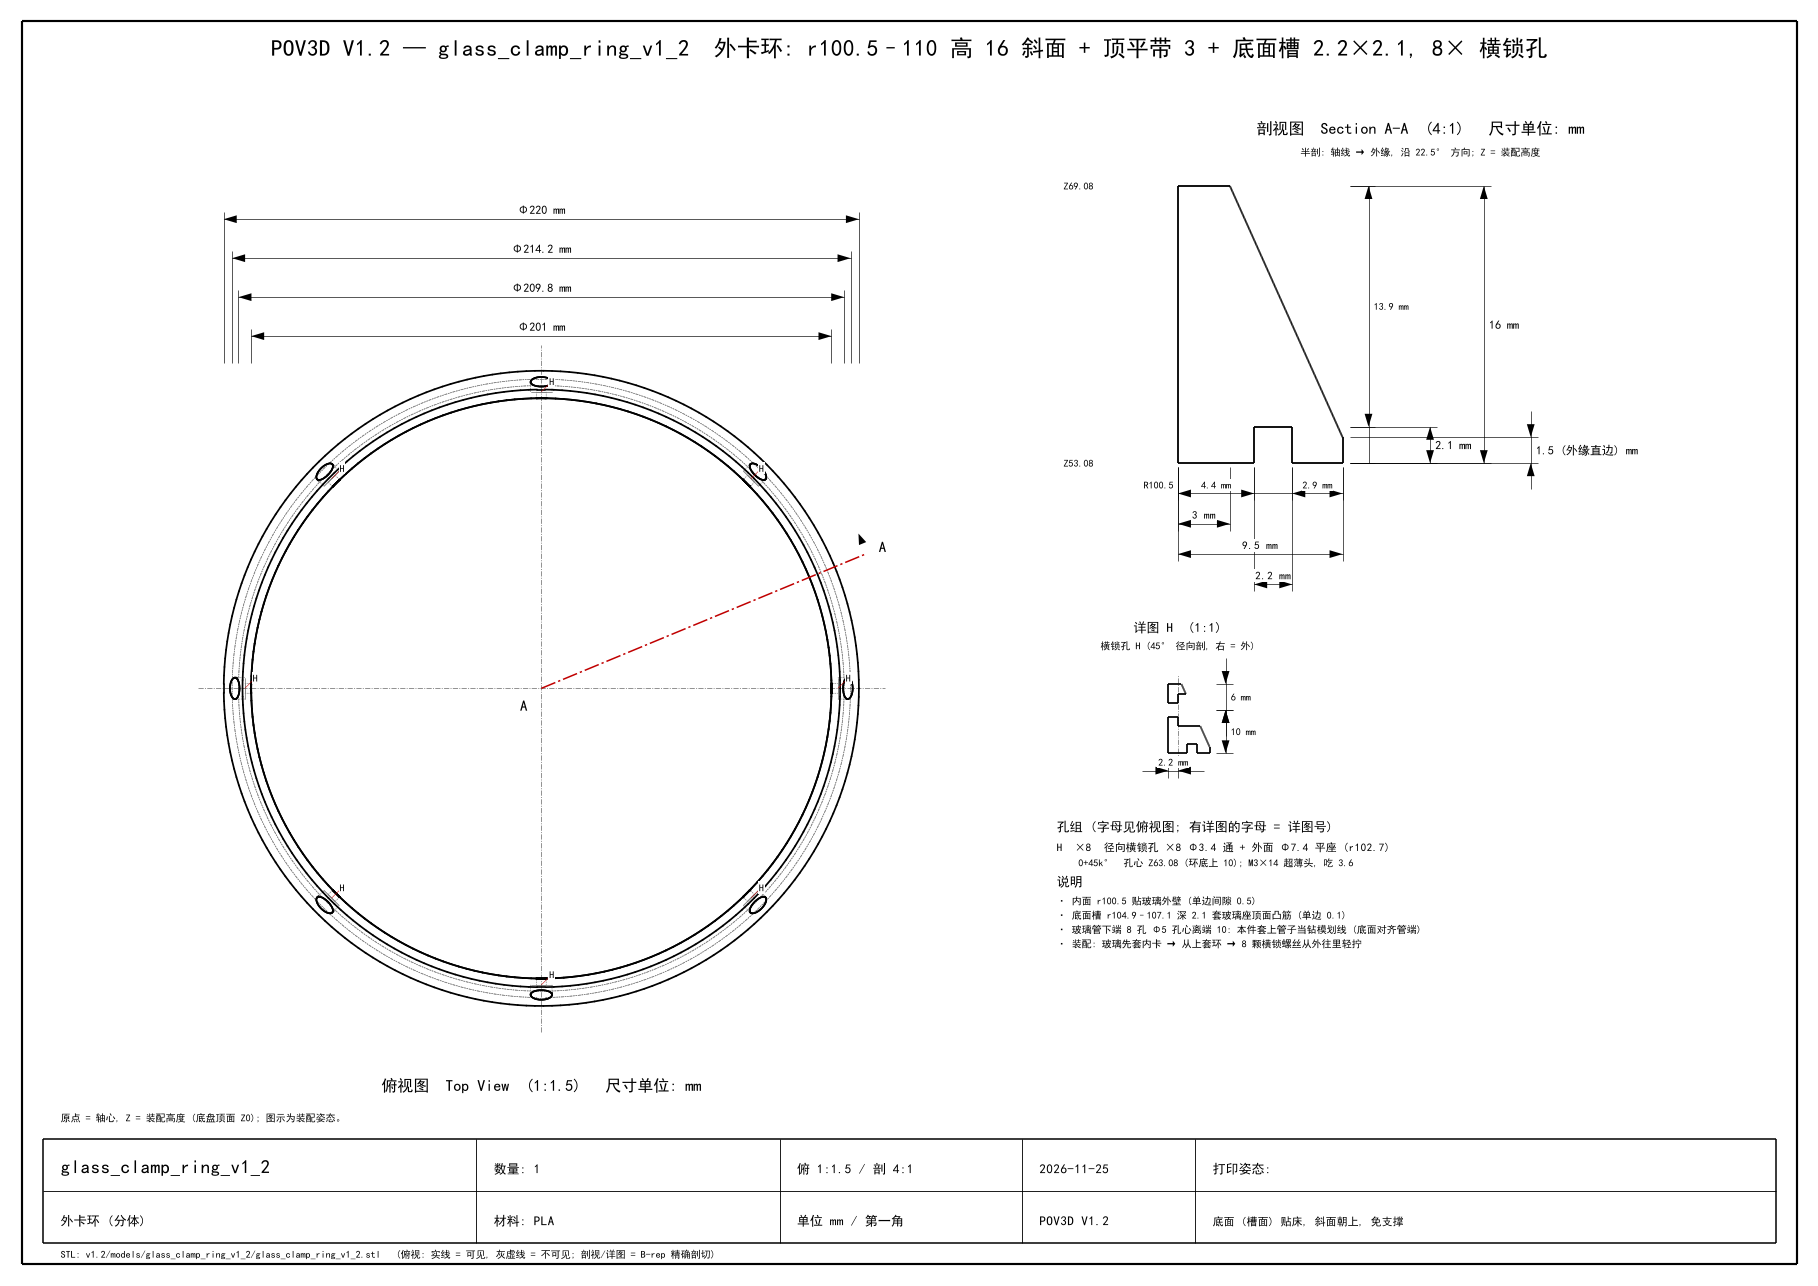 POV3D V1.2 — glass_clamp_ring_v1_2  外卡环: r100.5–110 高 16 斜面 + 顶平带 3 + 底面槽 2.2×2.1, 8× 横锁孔
剖视图  Section A-A  (4:1)   尺寸单位: mm
半剖: 轴线 → 外缘, 沿 22.5° 方向; Z = 装配高度
Φ220 mm
Φ214.2 mm
Φ209.8 mm
Φ201 mm
H
H
H
H
H
H
H
H
A
A
Z69.08
13.9 mm
16 mm
2.1 mm
1.5 (外缘直边) mm
Z53.08
R100.5
4.4 mm
2.9 mm
3 mm
9.5 mm
2.2 mm
详图 H  (1:1)
横锁孔 H (45° 径向剖, 右 = 外)
6 mm
10 mm
2.2 mm
孔组 (字母见俯视图; 有详图的字母 = 详图号)
H  ×8  径向横锁孔 ×8 Φ3.4 通 + 外面 Φ7.4 平座 (r102.7)
0+45k°  孔心 Z63.08 (环底上 10); M3×14 超薄头, 吃 3.6
说明
· 内面 r100.5 贴玻璃外壁 (单边间隙 0.5)
· 底面槽 r104.9–107.1 深 2.1 套玻璃座顶面凸筋 (单边 0.1)
· 玻璃管下端 8 孔 Φ5 孔心离端 10: 本件套上管子当钻模划线 (底面对齐管端)
· 装配: 玻璃先套内卡 → 从上套环 → 8 颗横锁螺丝从外往里轻拧
俯视图  Top View  (1:1.5)   尺寸单位: mm
原点 = 轴心, Z = 装配高度 (底盘顶面 Z0); 图示为装配姿态。
glass_clamp_ring_v1_2
数量: 1
俯 1:1.5 / 剖 4:1
2026-11-25
打印姿态:
外卡环 (分体)
材料: PLA
单位 mm / 第一角
POV3D V1.2
底面 (槽面) 贴床, 斜面朝上, 免支撑
STL: v1.2/models/glass_clamp_ring_v1_2/glass_clamp_ring_v1_2.stl   (俯视: 实线 = 可见, 灰虚线 = 不可见; 剖视/详图 = B-rep 精确剖切)